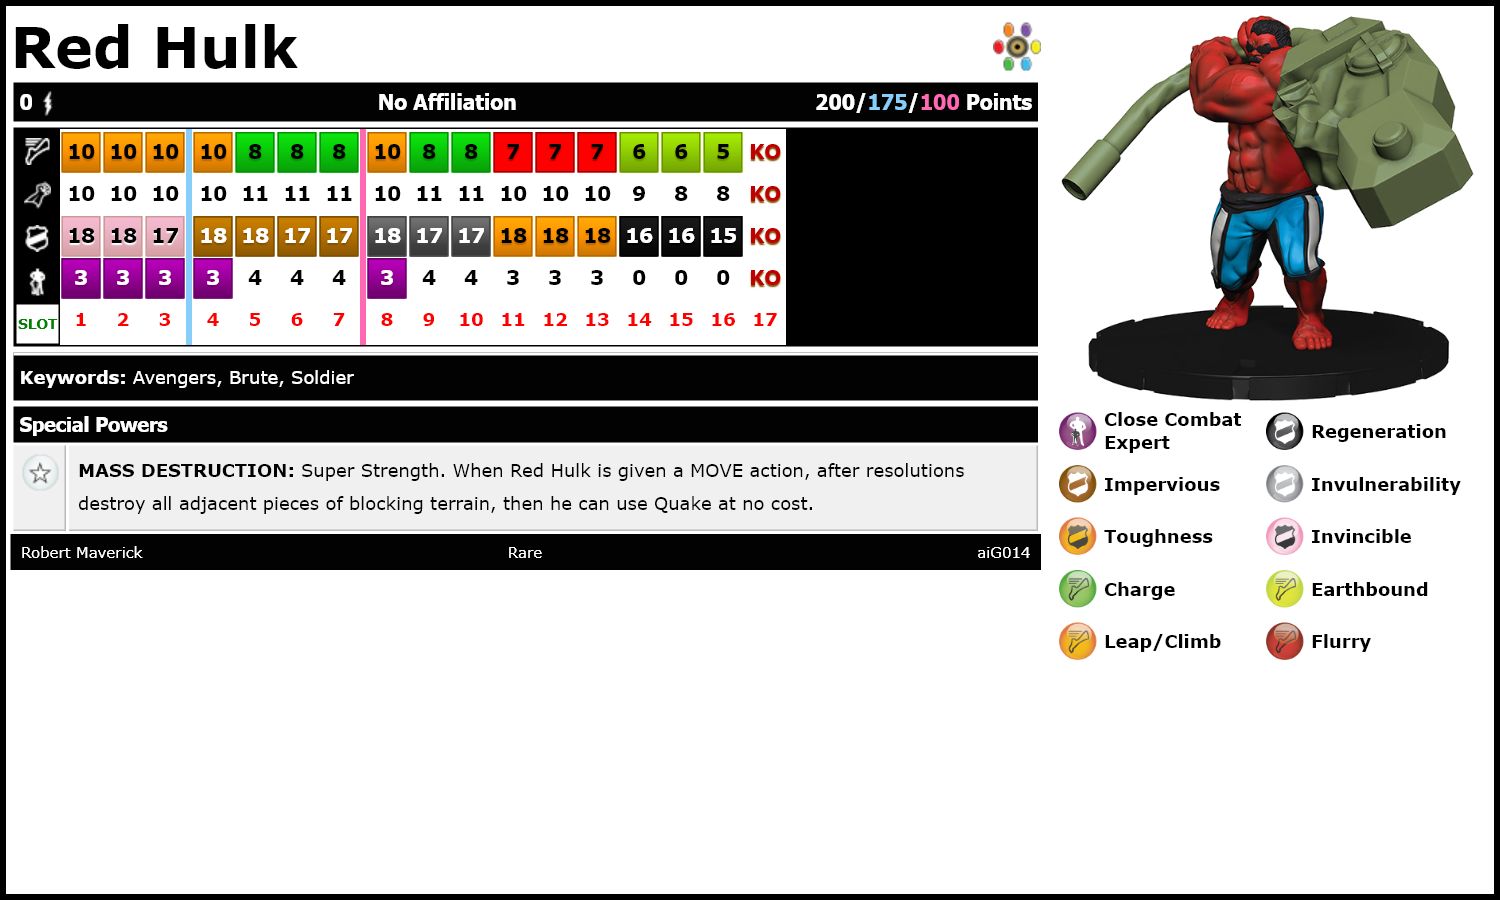 Red Hulk
0 No Affiliation 200/175/100 Points
10 10 10 10 8 8 8 10 8 8 7 7 7 6 6 5 KO
10 10 10 10 11 11 11 10 11 11 10 10 10 9 8 8 KO
18 18 17 18 18 17 17 18 17 17 18 18 18 16 16 15 KO
3 3 3 3 4 4 4 3 4 4 3 3 3 0 0 0 KO
SLOT 1 2 3 4 5 6 7 8 9 10 11 12 13 14 15 16 17
Keywords: Avengers, Brute, Soldier
Special Powers
MASS DESTRUCTION: Super Strength. When Red Hulk is given a MOVE action, after resolutions
destroy all adjacent pieces of blocking terrain, then he can use Quake at no cost.
Robert Maverick Rare aiG014
Close Combat
Expert
Regeneration
Impervious
Invulnerability
Toughness
Invincible
Charge
Earthbound
Leap/Climb
Flurry